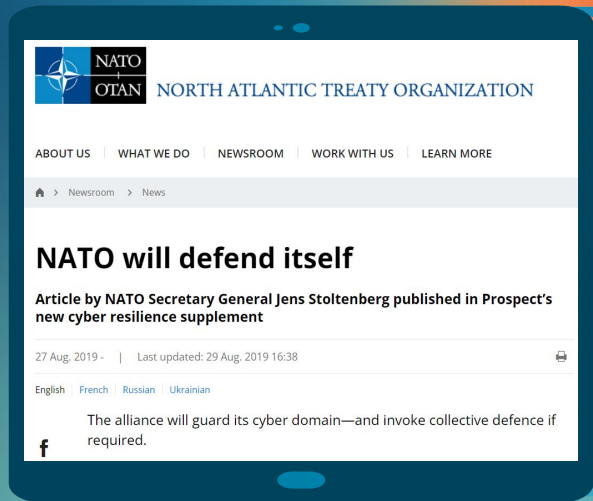 NATO
OTAN
NORTH ATLANTIC TREATY ORGANIZATION
ABOUT US | WHAT WE DO | NEWSROOM | WORK WITH US | LEARN MORE
> Newsroom > News
NATO will defend itself
Article by NATO Secretary General Jens Stoltenberg published in Prospect’s
new cyber resilience supplement
27 Aug. 2019 - | Last updated: 29 Aug. 2019 16:38
English | French | Russian | Ukrainian
The alliance will guard its cyber domain—and invoke collective defence if
required.
f